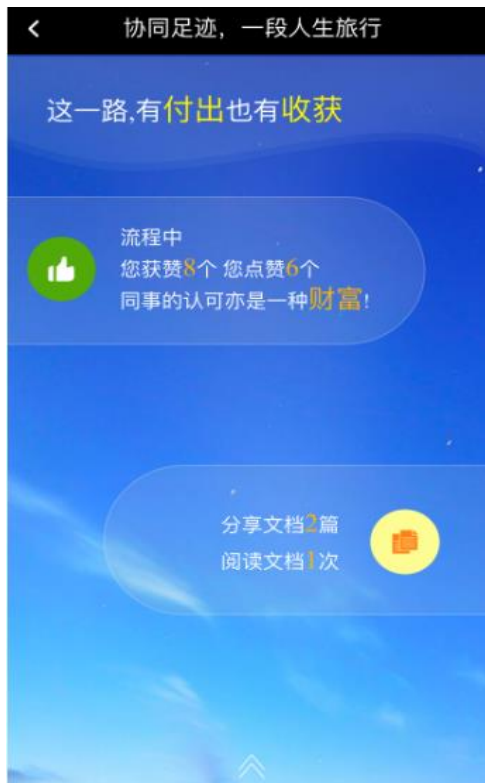 协同足迹，一段人生旅行
这一路,有付出也有收获
流程中
您获赞8个 您点赞6个
同事的认可亦是一种财富!
分享文档2篇
阅读文档1次